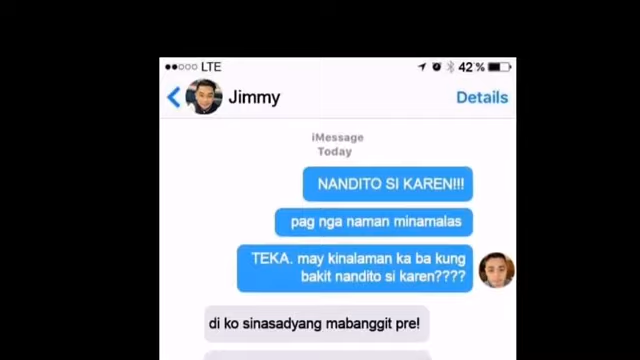 LTE 42 %
Jimmy Details
iMessage
Today
NANDITO SI KAREN!!!
pag nga naman minamalas
TEKA. may kinalaman ka ba kung
bakit nandito si karen????
di ko sinasadyang mabanggit pre!